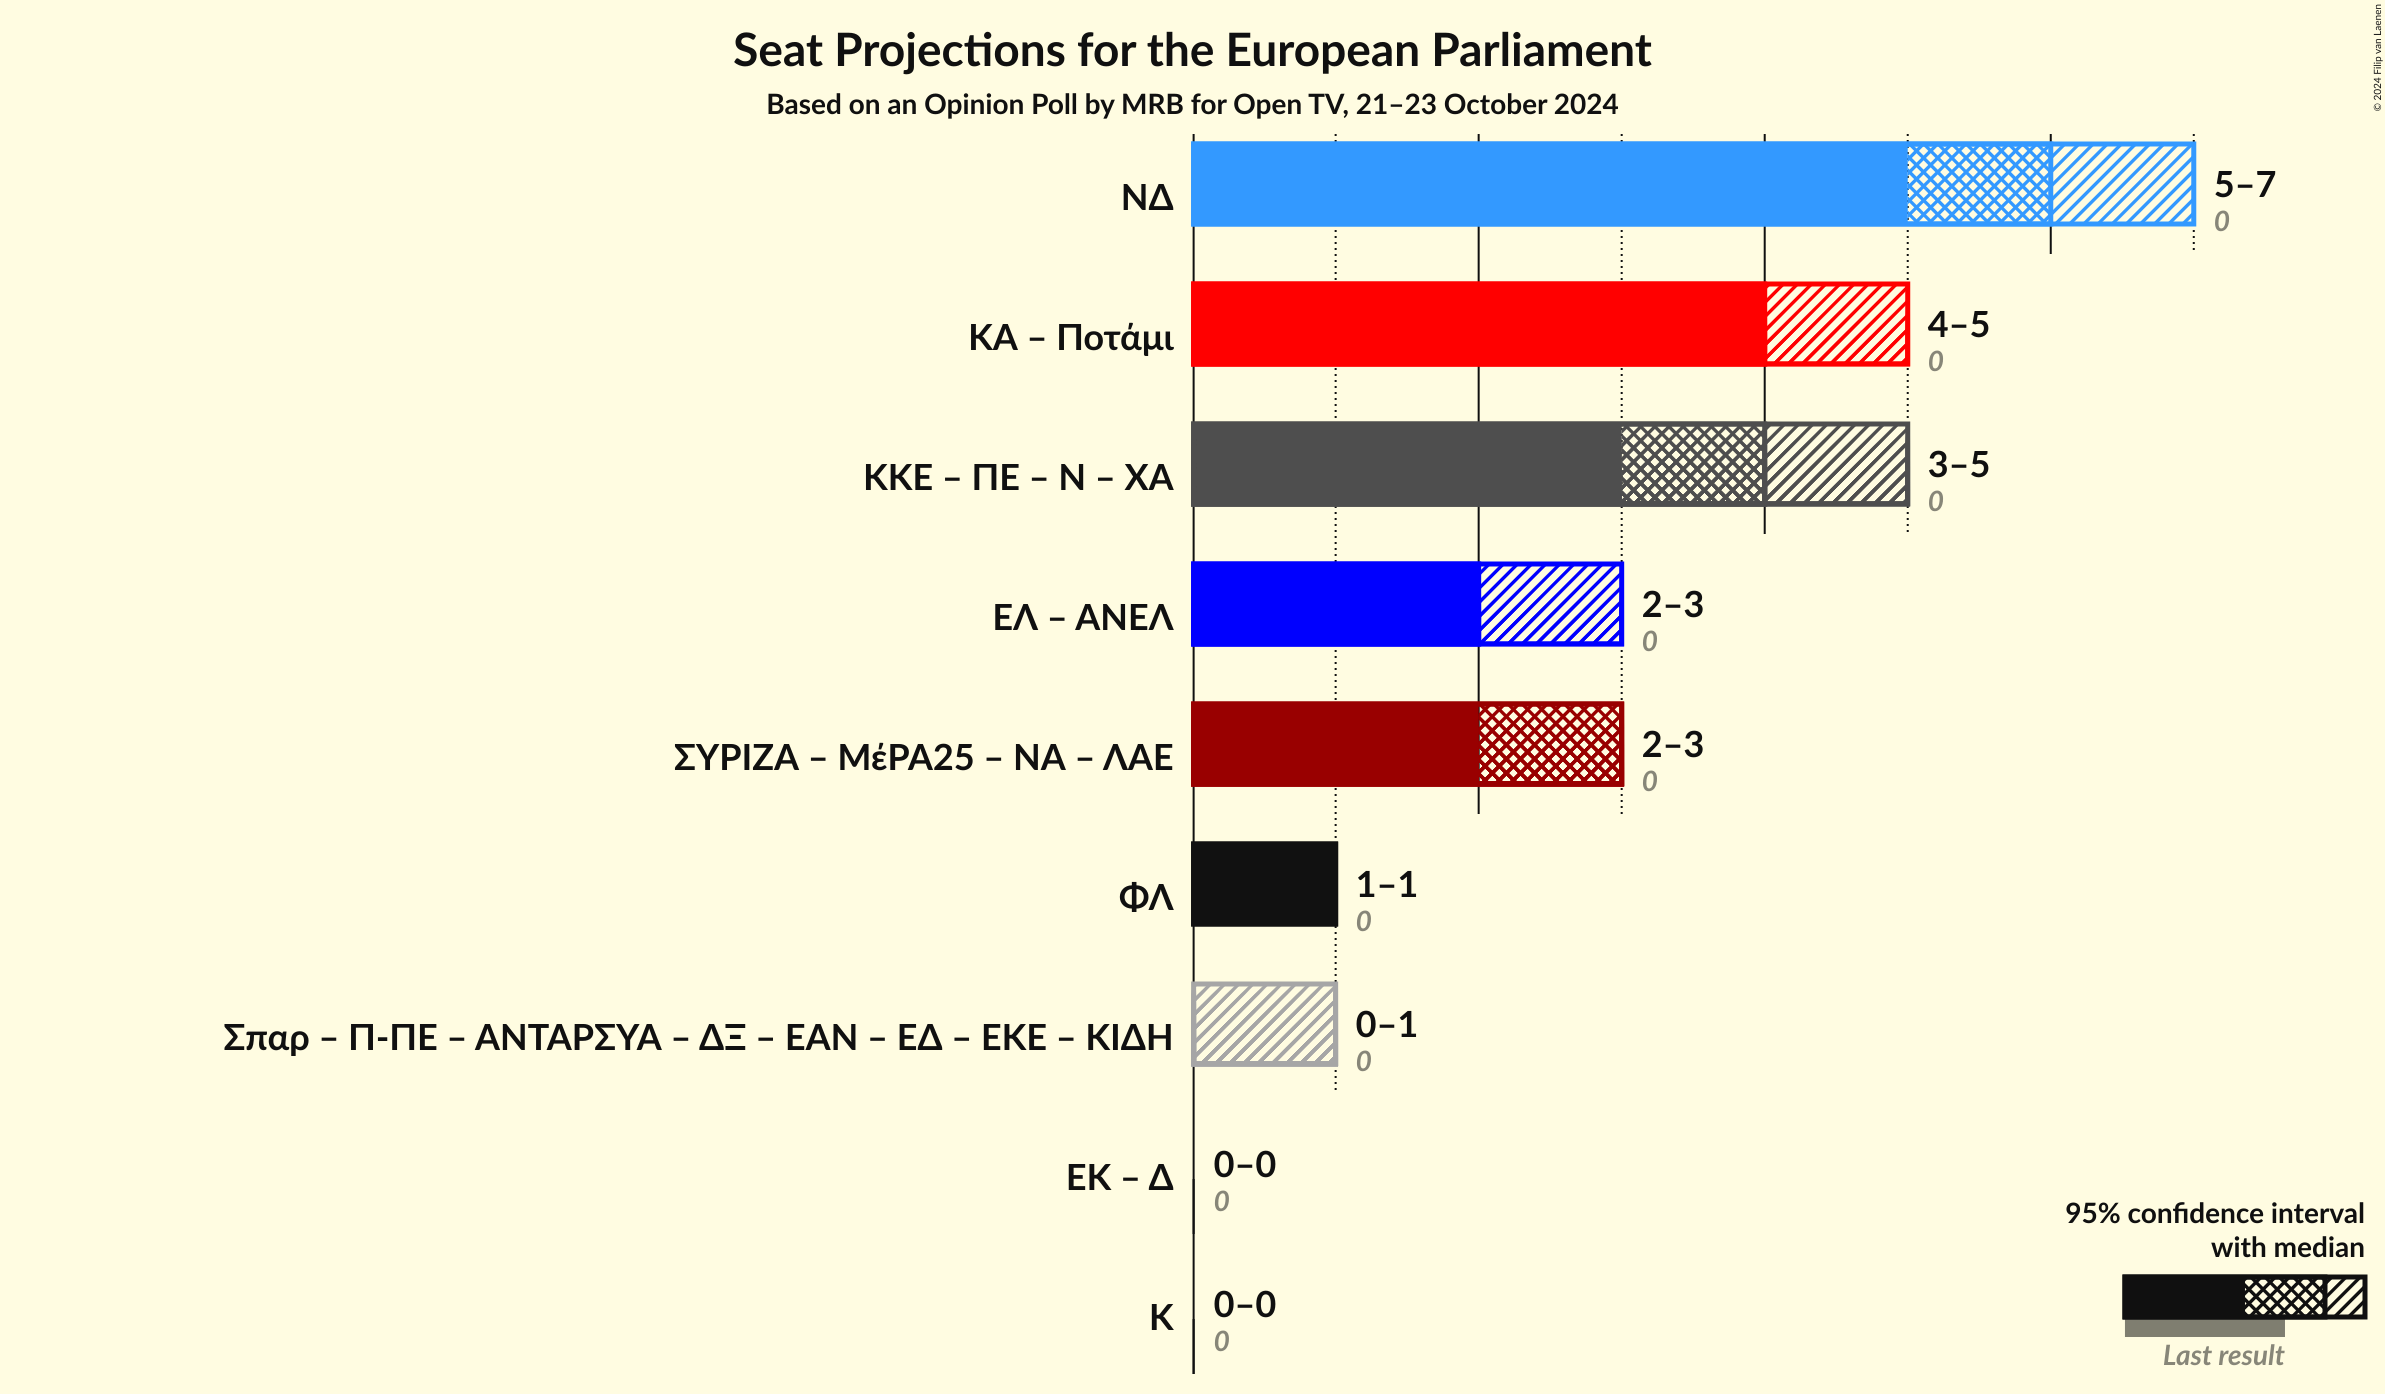 Seat Projections for the European Parliament
Based on an Opinion Poll by MRB for Open TV, 21–23 October 2024
© 2024 Filip van Laenen
ΝΔ
5–7
0
ΚΑ – Ποτάμι
4–5
0
ΚΚΕ – ΠΕ – Ν – ΧΑ
3–5
0
ΕΛ – ΑΝΕΛ
2–3
0
ΣΥΡΙΖΑ – ΜέΡΑ25 – ΝΑ – ΛΑΕ
2–3
0
ΦΛ
1–1
0
Σπαρ – Π-ΠΕ – ΑΝΤΑΡΣΥΑ – ΔΞ – ΕΑΝ – ΕΔ – ΕΚΕ – ΚΙΔΗ
0–1
0
ΕΚ – Δ
0–0
0
Κ
0–0
0
95% confidence interval
with median
Last result